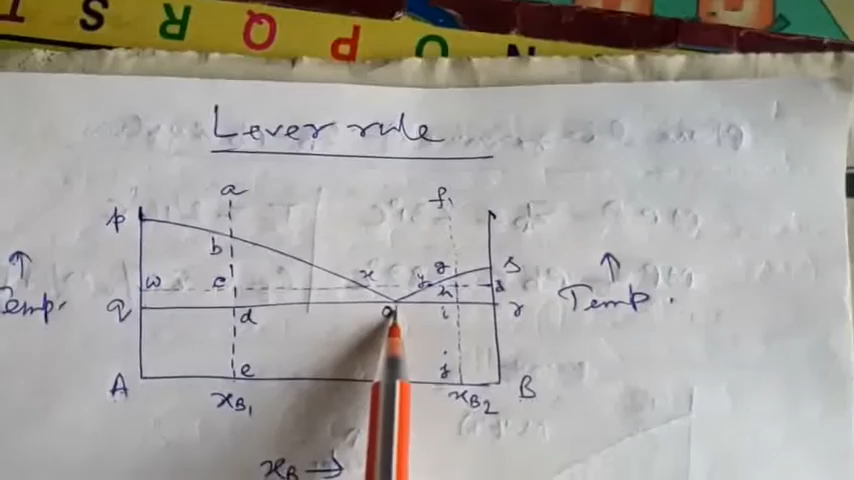 T S R Q P O N
Lever rule
a f
p b g s
↑ w c x y h z ↑
Temp. q d o i r Temp.
A e j B
xB1 xB2
xB →